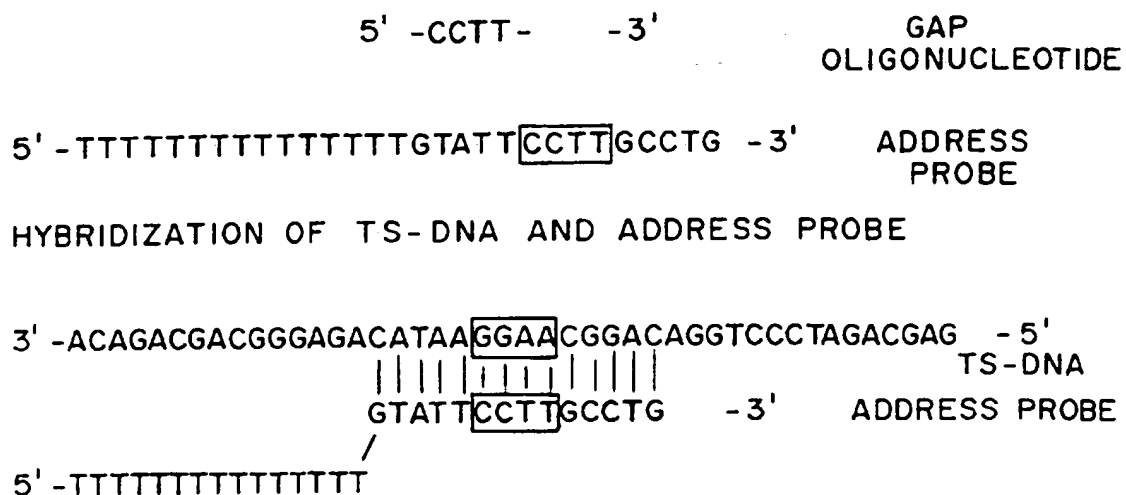 5' -CCTT- -3' GAP
OLIGONUCLEOTIDE
5' -TTTTTTTTTTTTTTTTGTATTCCTTGCCTG -3' ADDRESS
PROBE
HYBRIDIZATION OF TS-DNA AND ADDRESS PROBE
3' -ACAGACGACGGGAGACATAAGGAACGGACAGGTCCCTAGACGAG -5'
TS-DNA
GTATTCCTTGCCTG -3' ADDRESS PROBE
5' -TTTTTTTTTTTTTTT